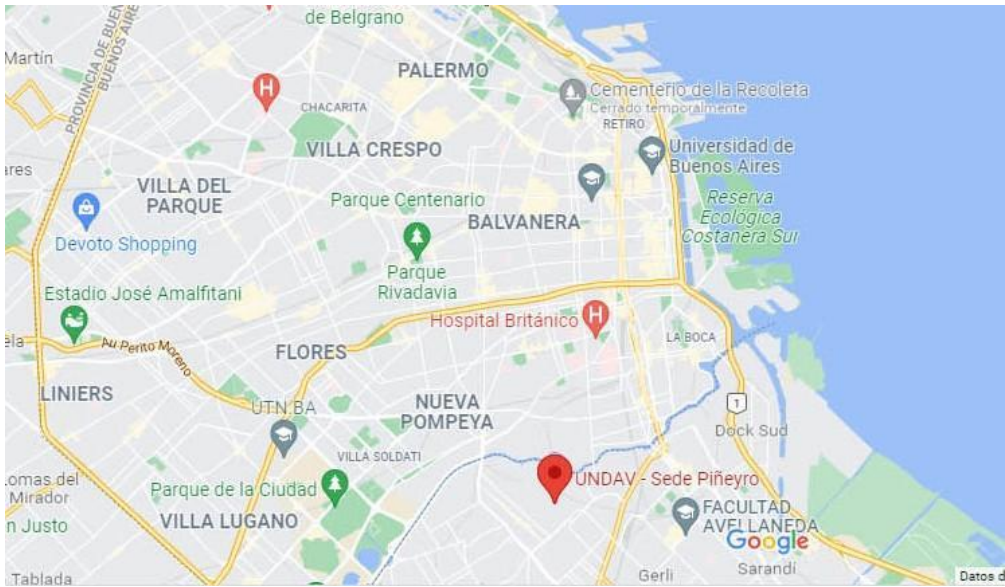 de Belgrano
Martín
PROVINCIA DE BUEN
BUENOS AIRES
PALERMO
H
CHACARITA
Cementerio de la Recoleta
Cerrado temporalmente
RETIRO
VILLA CRESPO
Universidad de
Buenos Aires
ares
VILLA DEL
PARQUE
Parque Centenario
BALVANERA
Reserva
Ecológica
Costanera Sur
Devoto Shopping
Parque
Rivadavia
Estadio José Amalfitani
Hospital Británico
H
ela
Au Perito Moreno
FLORES
LA BOCA
LINIERS
UTN.BA
NUEVA
POMPEYA
1
Dock Sud
VILLA SOLDATI
Lomas del
Mirador
Parque de la Ciudad
UNDAV - Sede Piñeyro
n Justo
VILLA LUGANO
FACULTAD
AVELLANEDA
Google
Sarandí
Tablada
Gerli
Datos d